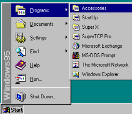 Programs
Documents
Settings
Find
Help
Run...
Shut Down...
Start
Windows95
Accessories
StartUp
SuperX
SuperTCP Pro
Microsoft Exchange
MS-DOS Prompt
The Microsoft Network
Windows Explorer